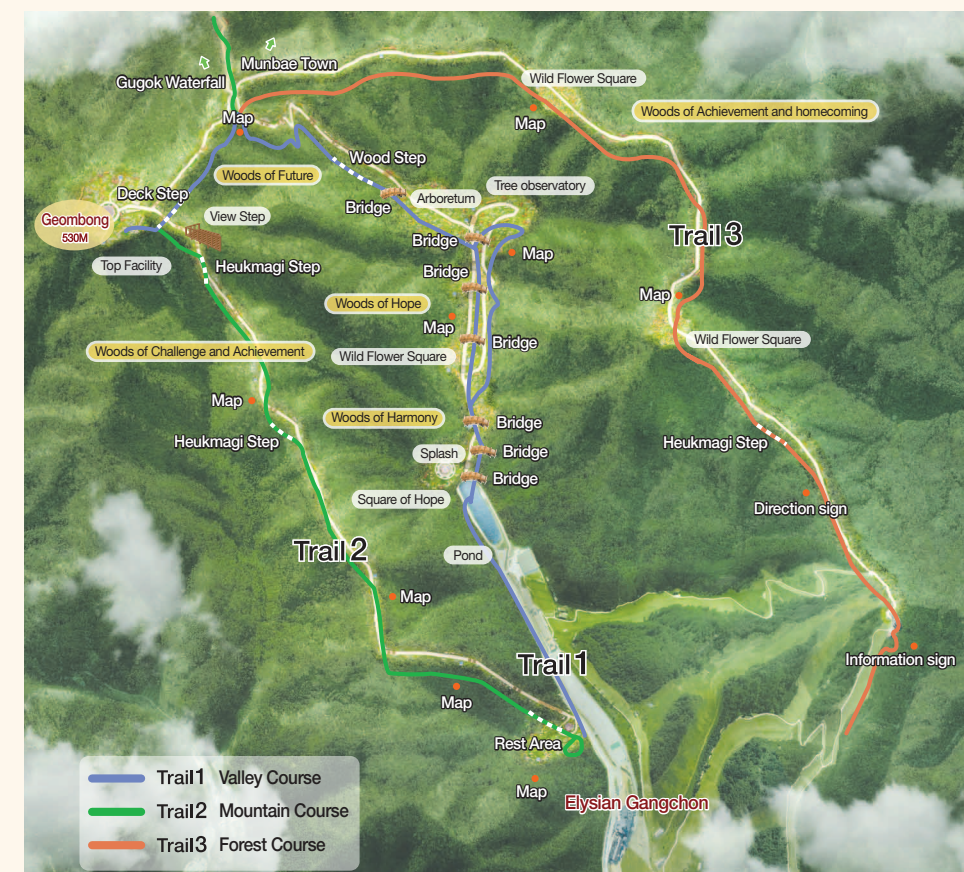 Munbae Town
Gugok Waterfall
Wild Flower Square
Woods of Achievement and homecoming
Map
Map
Wood Step
Woods of Future
Deck Step
Bridge
Arboretum
Tree observatory
View Step
Geombong
530M
Trail 3
Bridge
Map
Top Facility
Heukmagi Step
Bridge
Map
Woods of Hope
Map
Bridge
Wild Flower Square
Wild Flower Square
Woods of Challenge and Achievement
Map
Woods of Harmony
Bridge
Heukmagi Step
Heukmagi Step
Splash
Bridge
Bridge
Square of Hope
Direction sign
Trail 2
Pond
Map
Trail 1
Information sign
Map
Rest Area
Map
Elysian Gangchon
Trail1 Valley Course
Trail2 Mountain Course
Trail3 Forest Course